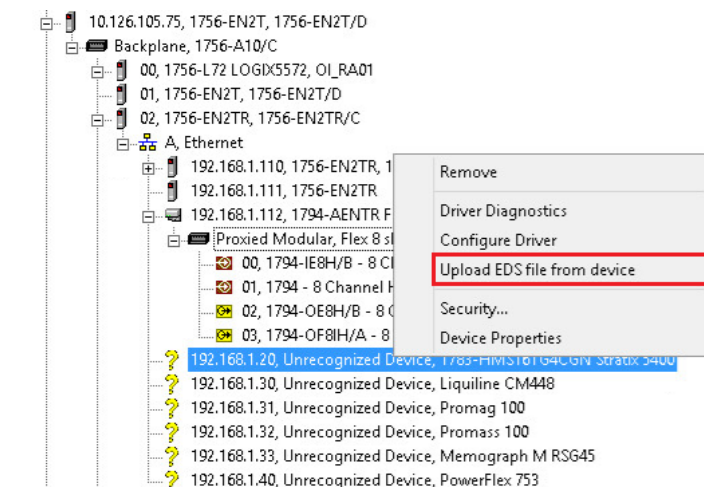 10.126.105.75, 1756-EN2T, 1756-EN2T/D
Backplane, 1756-A10/C
00, 1756-L72 LOGIX5572, OI_RA01
01, 1756-EN2T, 1756-EN2T/D
02, 1756-EN2TR, 1756-EN2TR/C
A, Ethernet
192.168.1.110, 1756-EN2TR, 1
192.168.1.111, 1756-EN2TR
192.168.1.112, 1794-AENTR F
Proxied Modular, Flex 8 sl
00, 1794-IE8H/B - 8 Cl
01, 1794 - 8 Channel H
02, 1794-OE8H/B - 8 C
03, 1794-OF8IH/A - 8
192.168.1.20, Unrecognized Device, Stratix 5400
192.168.1.30, Unrecognized Device, Liquiline CM448
192.168.1.31, Unrecognized Device, Promag 100
192.168.1.32, Unrecognized Device, Promass 100
192.168.1.33, Unrecognized Device, Memograph M RSG45
192.168.1.40, Unrecognized Device, PowerFlex 753
Remove
Driver Diagnostics
Configure Driver
Upload EDS file from device
Security...
Device Properties